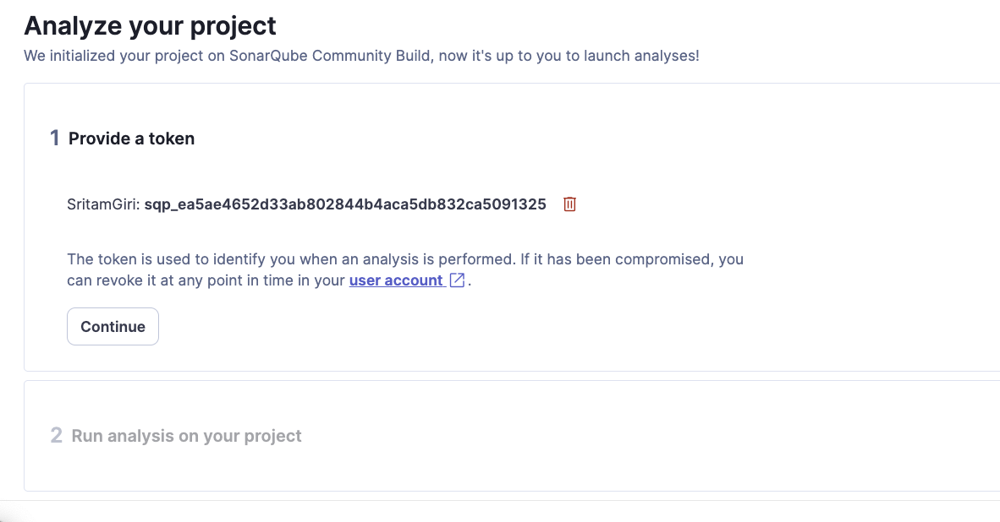 Analyze your project
We initialized your project on SonarQube Community Build, now it's up to you to launch analyses!
1 Provide a token
SritamGiri: sqp_ea5ae4652d33ab802844b4aca5db832ca5091325
The token is used to identify you when an analysis is performed. If it has been compromised, you
can revoke it at any point in time in your user account .
Continue
2 Run analysis on your project